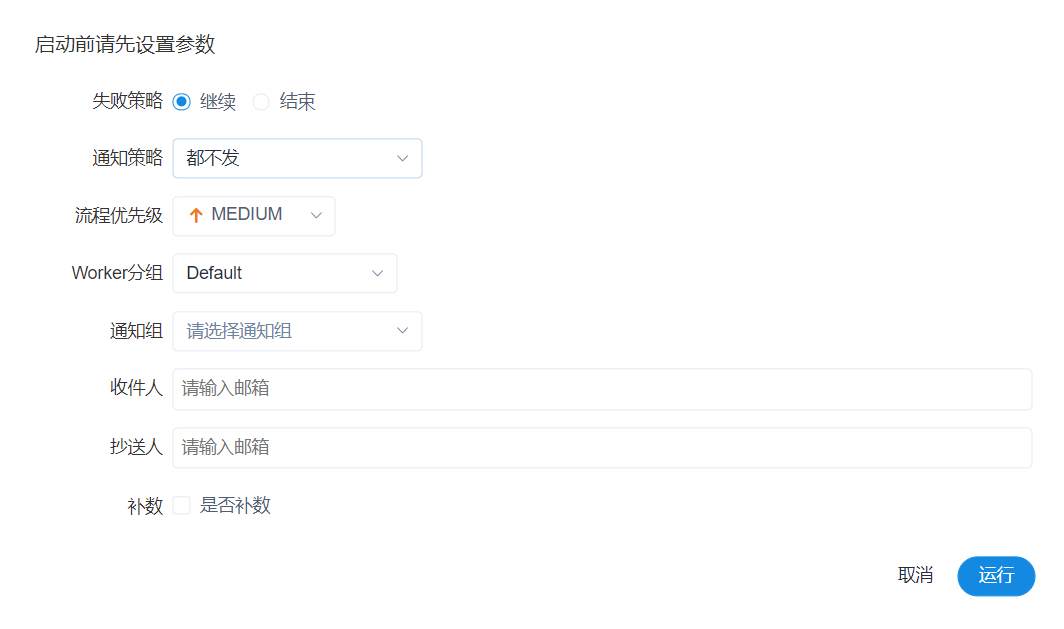 启动前请先设置参数
失败策略 继续 结束
通知策略 都不发
流程优先级 MEDIUM
Worker分组 Default
通知组 请选择通知组
收件人 请输入邮箱
抄送人 请输入邮箱
补数 是否补数
取消 运行